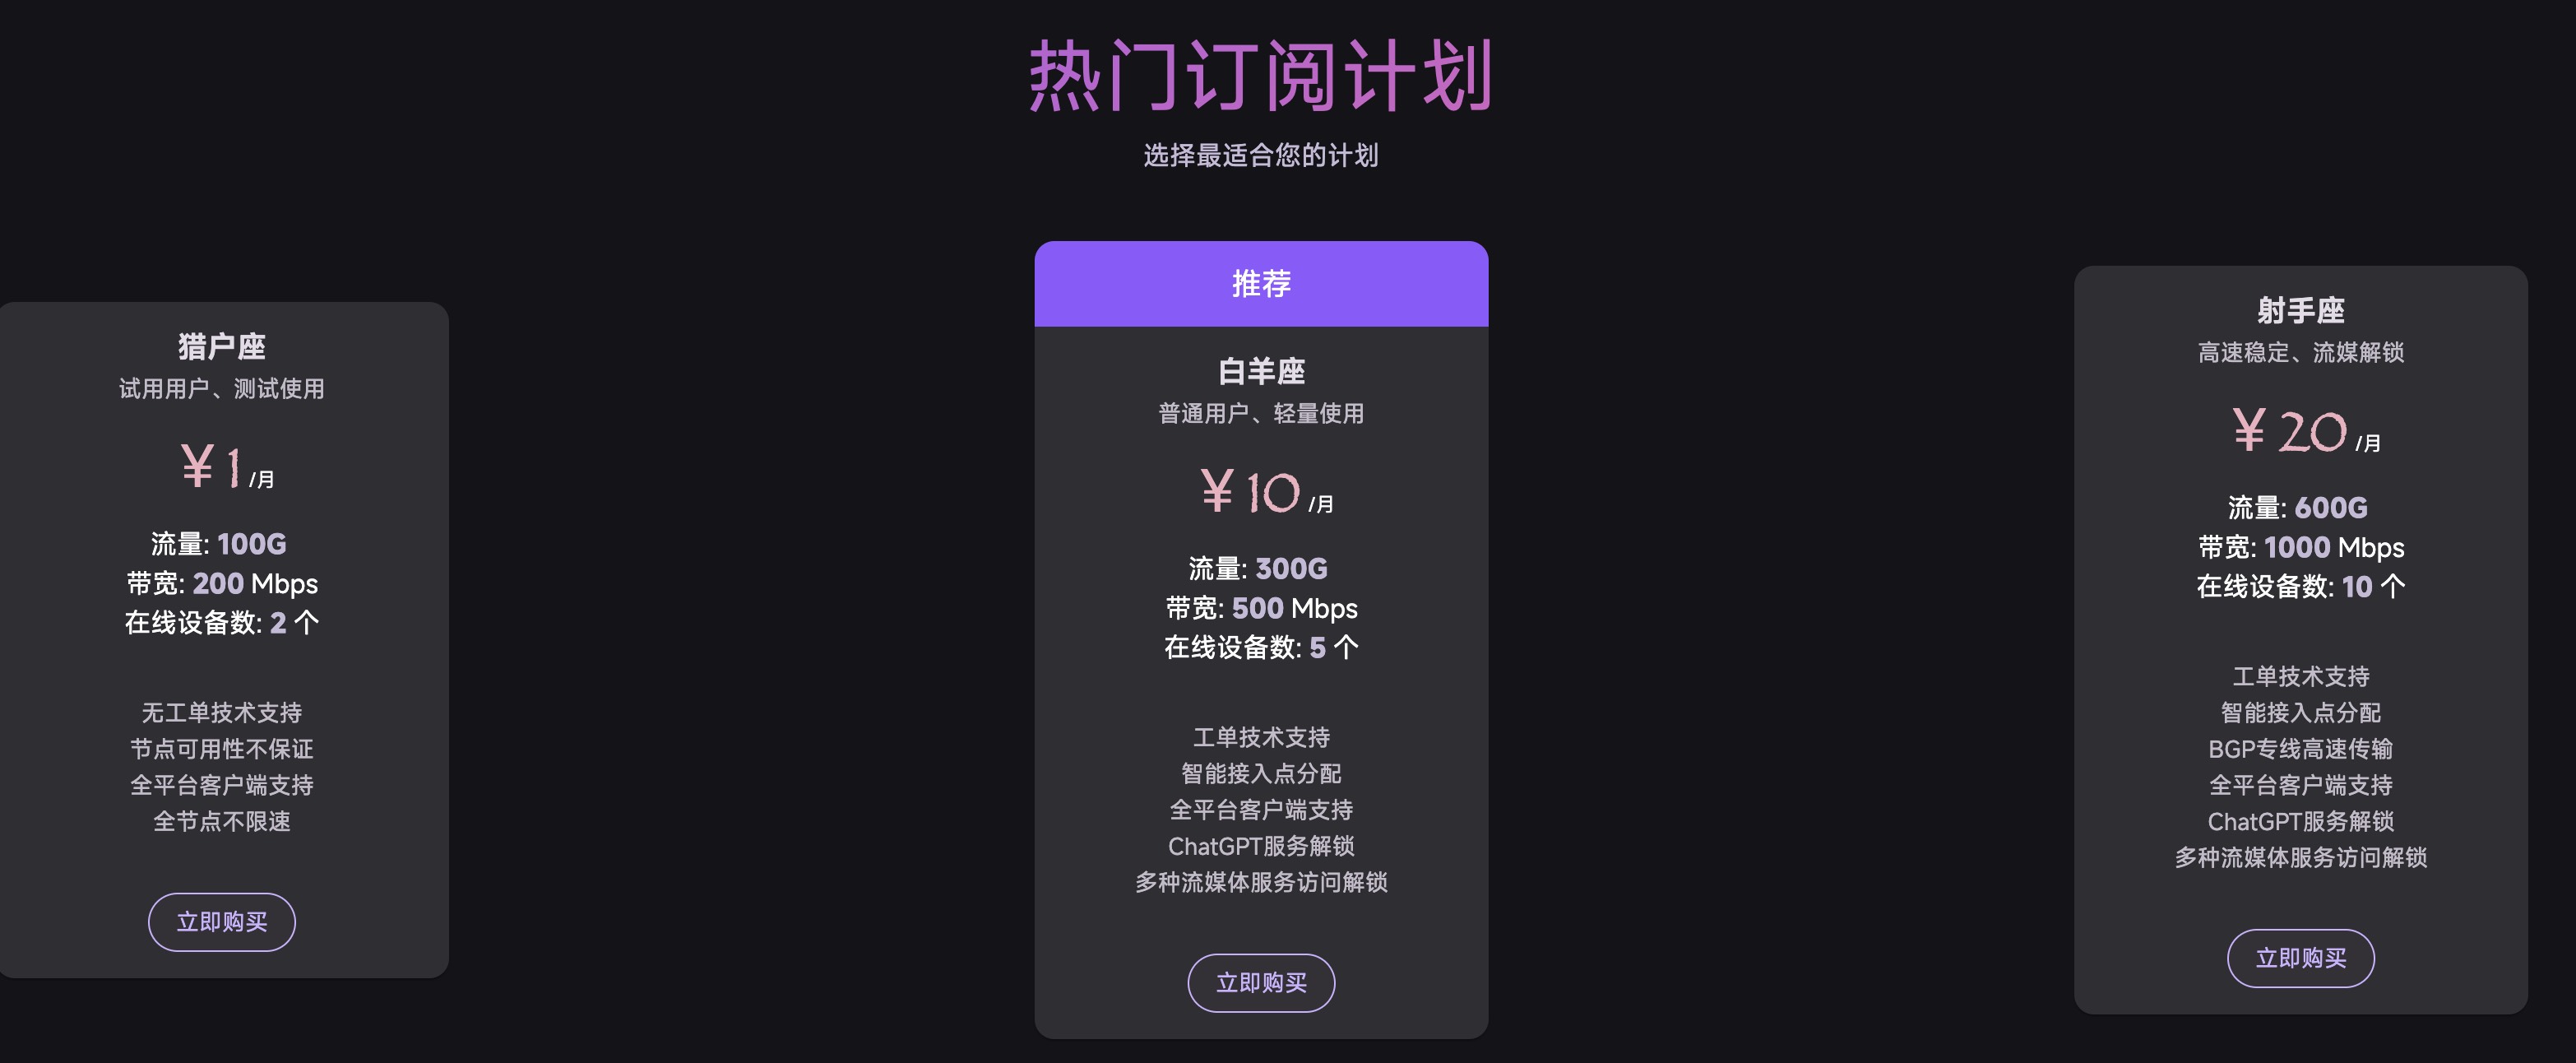 热门订阅计划
选择最适合您的计划
猎户座
试用用户、测试使用
¥ 1 /月
流量: 100G
带宽: 200 Mbps
在线设备数: 2 个
无工单技术支持
节点可用性不保证
全平台客户端支持
全节点不限速
立即购买
推荐
白羊座
普通用户、轻量使用
¥ 10 /月
流量: 300G
带宽: 500 Mbps
在线设备数: 5 个
工单技术支持
智能接入点分配
全平台客户端支持
ChatGPT服务解锁
多种流媒体服务访问解锁
立即购买
射手座
高速稳定、流媒解锁
¥ 20 /月
流量: 600G
带宽: 1000 Mbps
在线设备数: 10 个
工单技术支持
智能接入点分配
BGP专线高速传输
全平台客户端支持
ChatGPT服务解锁
多种流媒体服务访问解锁
立即购买